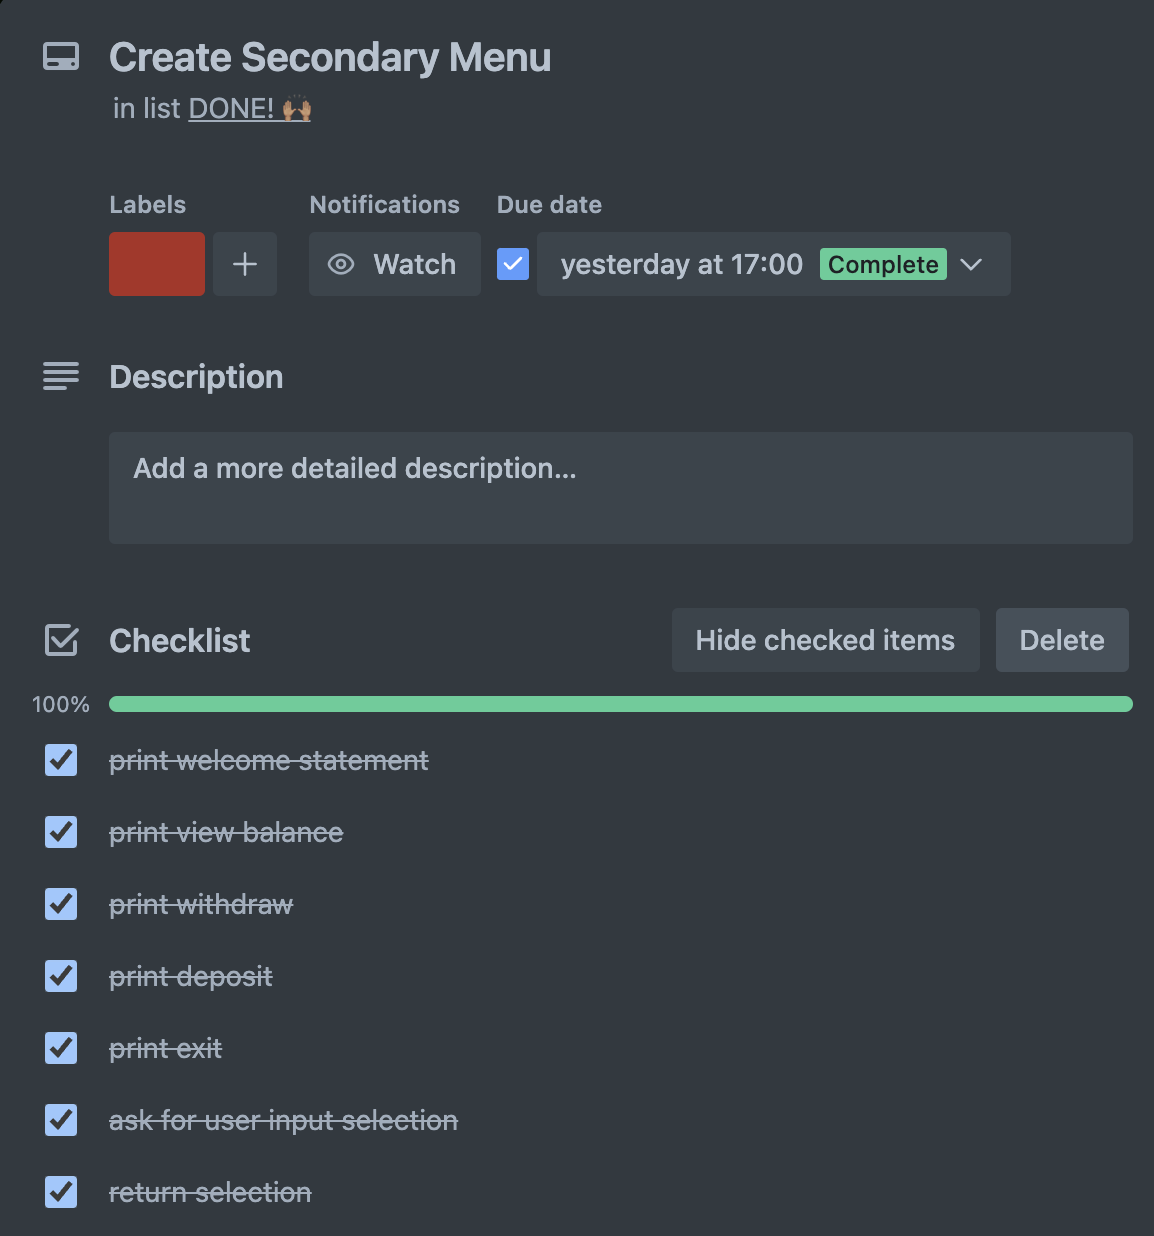 Create Secondary Menu
in list DONE! 🙌🏽
Labels Notifications Due date
Watch yesterday at 17:00 Complete
Description
Add a more detailed description...
Checklist Hide checked items Delete
100%
print welcome statement
print view balance
print withdraw
print deposit
print exit
ask for user input selection
return selection